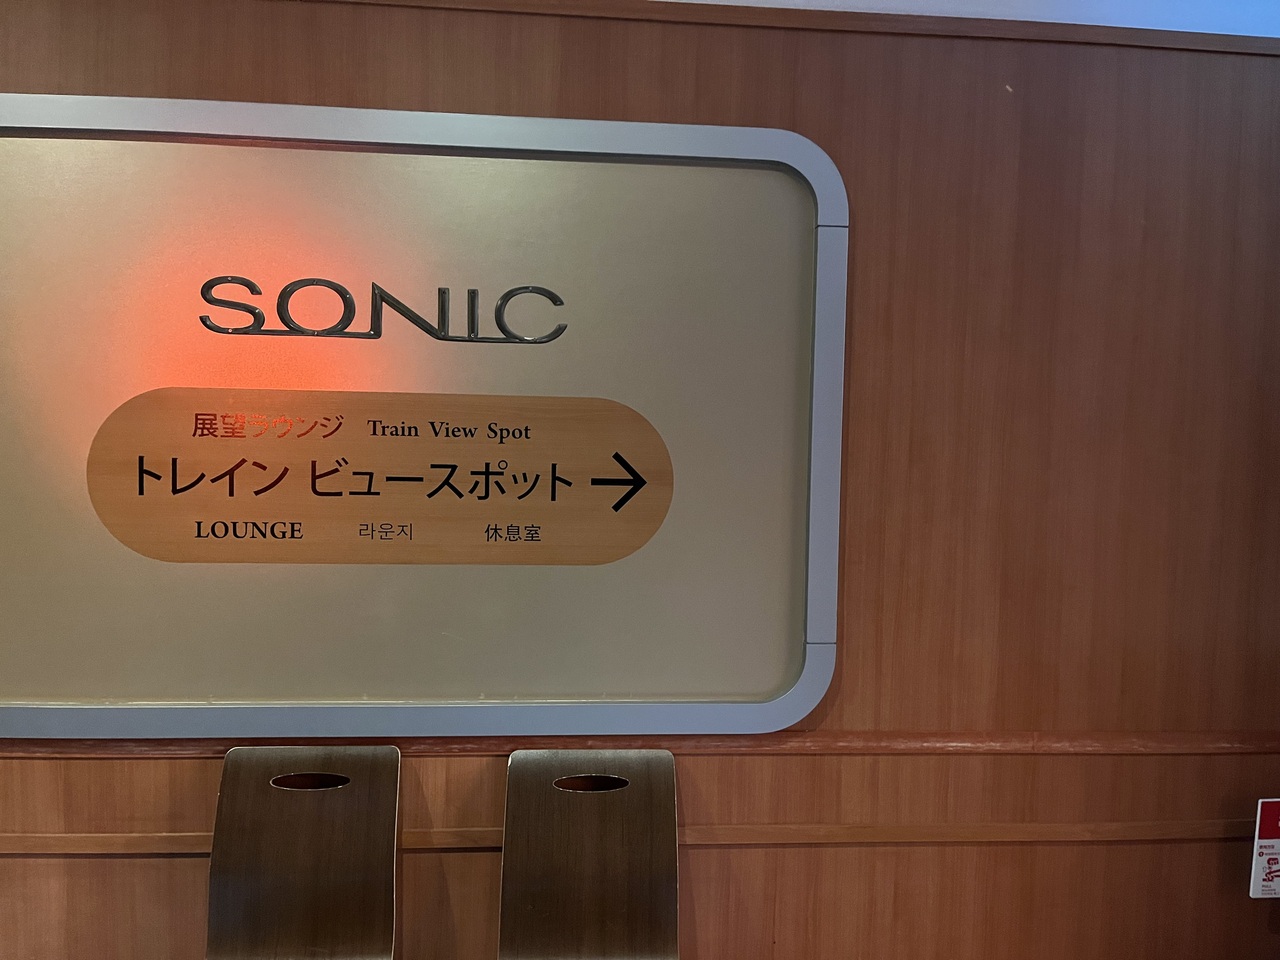 SONIC
展望ラウンジ Train View Spot
トレイン ビュースポット →
LOUNGE 라운지 休息室